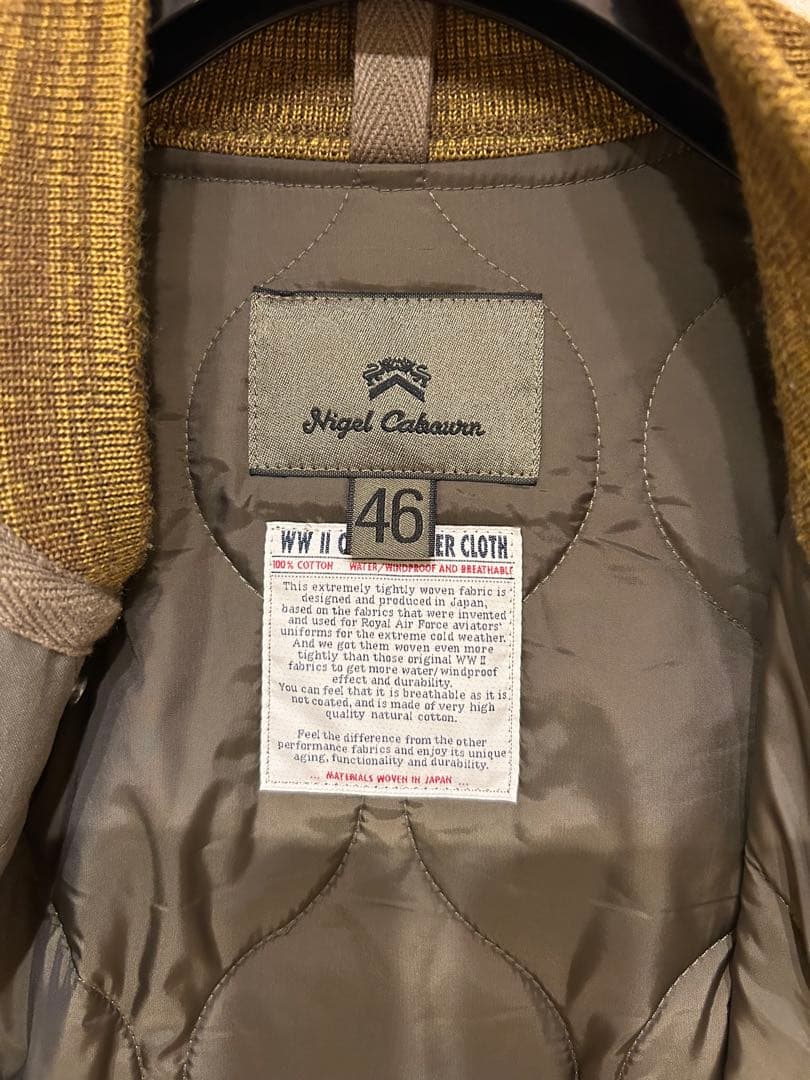 Nigel Cabourn
46
WW II ER CLOTH
100% COTTON WATER/WINDPROOF AND BREATHABLE
This extremely tightly woven fabric is
designed and produced in Japan,
based on the fabrics that were invented
and used for Royal Air Force aviators'
uniforms for the extreme cold weather.
And we got them woven even more
tightly than those original WW II
fabrics to get more water/windproof
effect and durability.
You can feel that it is breathable as it is
not coated, and is made of very high
quality natural cotton.
Feel the difference from the other
performance fabrics and enjoy its unique
aging, functionality and durability.
... MATERIALS WOVEN IN JAPAN ...